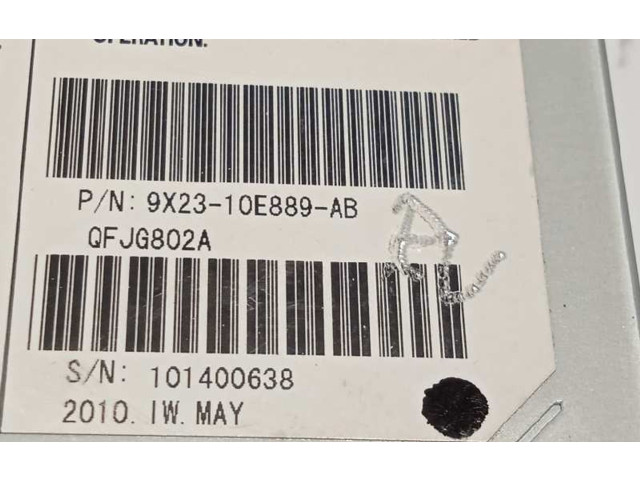 OPERATION.
P/N: 9X23-10E889-AB
QFJG802A
S/N: 101400638
2010. IW. MAY